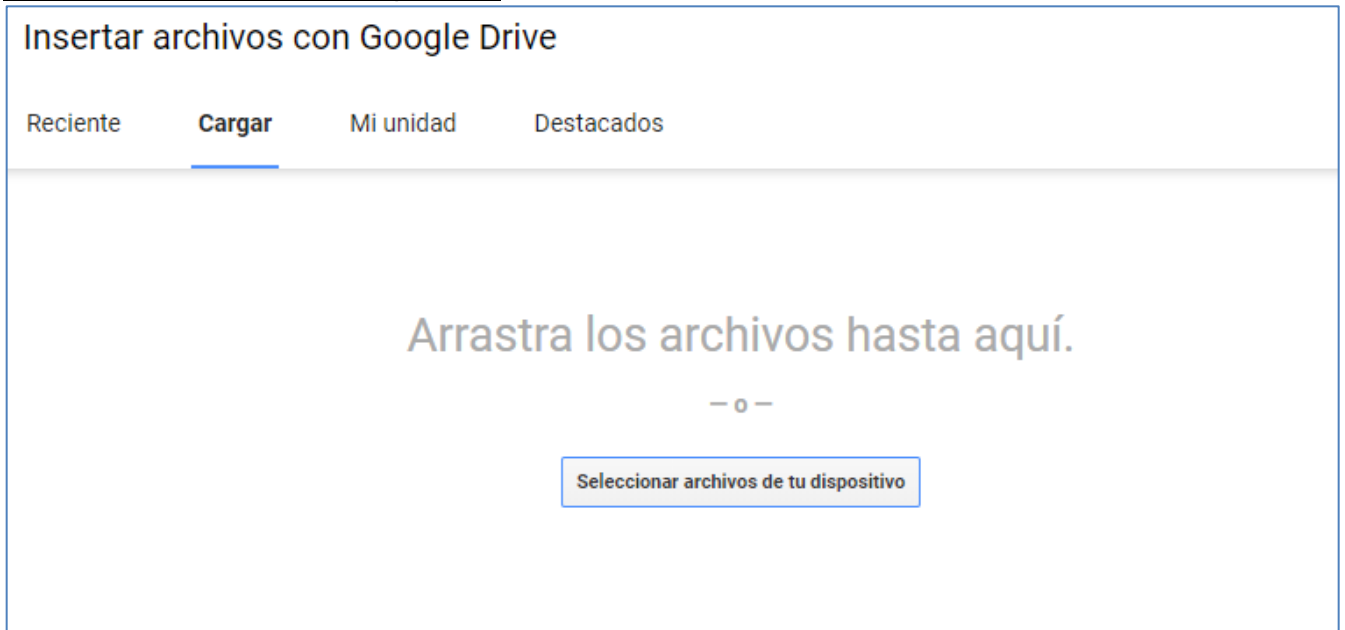 Insertar archivos con Google Drive
Reciente Cargar Mi unidad Destacados
Arrastra los archivos hasta aquí.
— o —
Seleccionar archivos de tu dispositivo